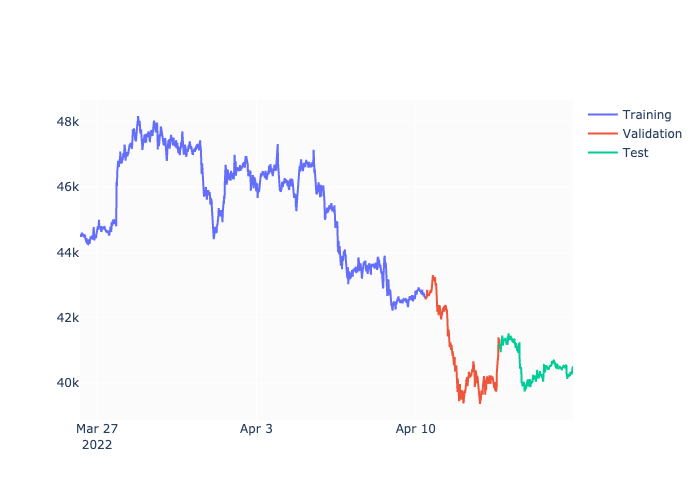 Training
Validation
Test
48k
46k
44k
42k
40k
Mar 27
2022
Apr 3
Apr 10